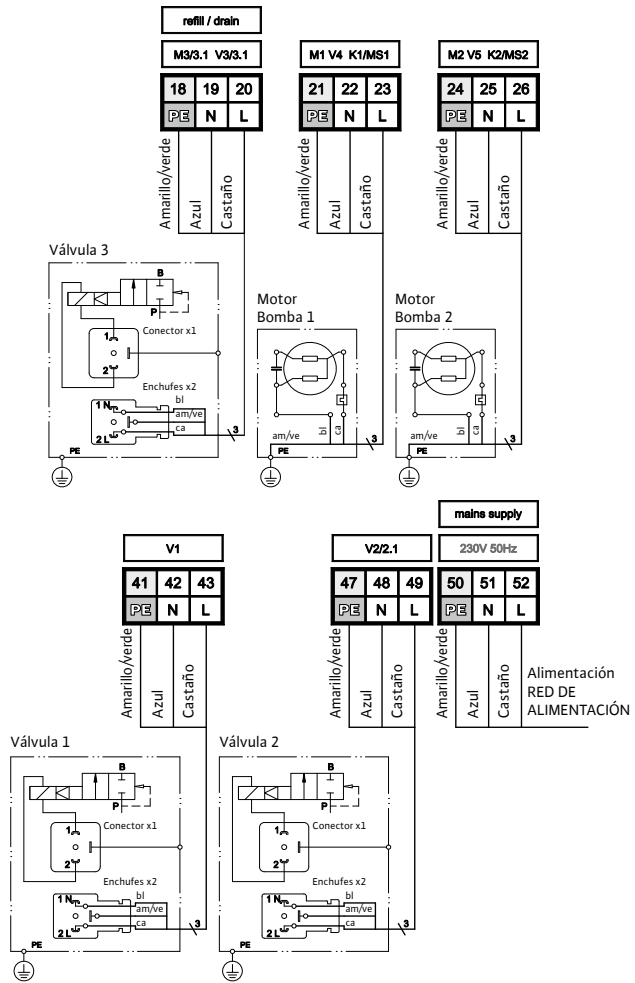 refill / drain
M3/3.1 V3/3.1
18 19 20
PE N L
Amarillo/verde
Azul
Castaño
M1 V4 K1/MS1
21 22 23
PE N L
Amarillo/verde
Azul
Castaño
M2 V5 K2/MS2
24 25 26
PE N L
Amarillo/verde
Azul
Castaño
Válvula 3
B
P
1
Conector x1
2
Enchufes x2
1 N
bl
am/ve
ca
2 L
3
PE
Motor
Bomba 1
am/ve
bl
ca
3
PE
Motor
Bomba 2
am/ve
bl
ca
3
PE
V1
41 42 43
PE N L
Amarillo/verde
Azul
Castaño
V2/2.1
47 48 49
PE N L
Amarillo/verde
Azul
Castaño
mains supply
230V 50Hz
50 51 52
PE N L
Amarillo/verde
Azul
Castaño
Alimentación
RED DE
ALIMENTACIÓN
Válvula 1
B
P
1
Conector x1
2
Enchufes x2
1 N
bl
am/ve
ca
2 L
3
PE
Válvula 2
B
P
1
Conector x1
2
Enchufes x2
1 N
bl
am/ve
ca
2 L
3
PE